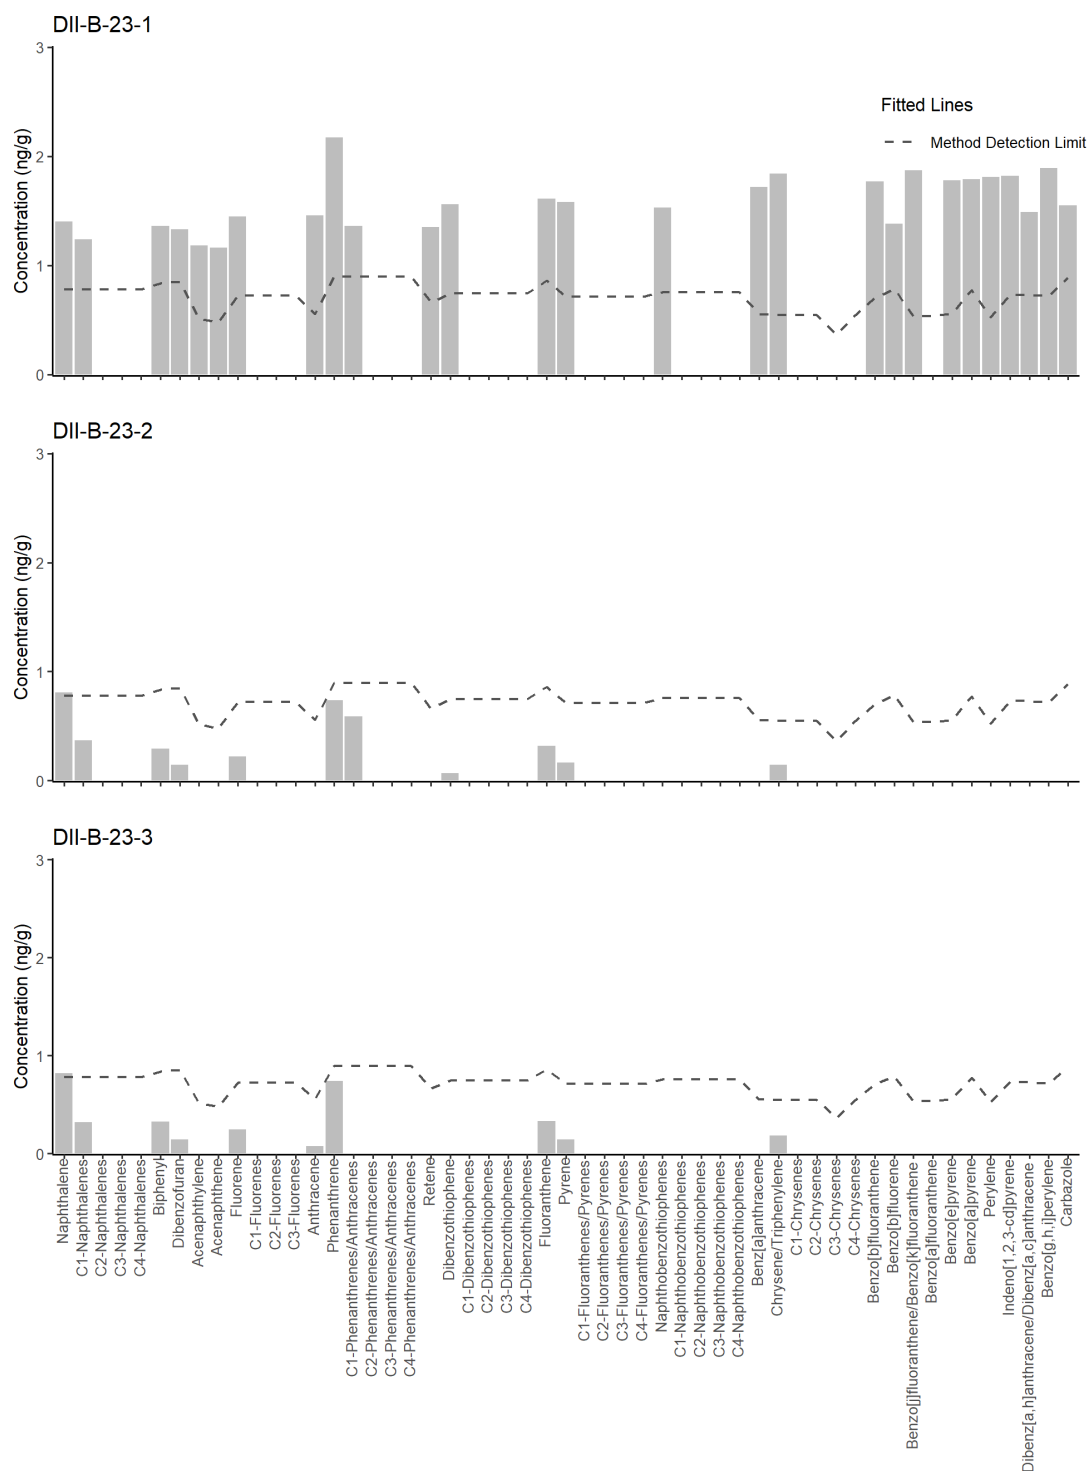 DII-B-23-1
3
2
1
0
Concentration (ng/g)
Fitted Lines
Method Detection Limit
DII-B-23-2
3
2
1
0
Concentration (ng/g)
DII-B-23-3
3
2
1
0
Concentration (ng/g)
Naphthalene
C1-Naphthalenes
C2-Naphthalenes
C3-Naphthalenes
C4-Naphthalenes
Biphenyl
Dibenzofuran
Acenaphthylene
Acenaphthene
Fluorene
C1-Fluorenes
C2-Fluorenes
C3-Fluorenes
Anthracene
Phenanthrene
C1-Phenanthrenes/Anthracenes
C2-Phenanthrenes/Anthracenes
C3-Phenanthrenes/Anthracenes
C4-Phenanthrenes/Anthracenes
Retene
Dibenzothiophene
C1-Dibenzothiophenes
C2-Dibenzothiophenes
C3-Dibenzothiophenes
C4-Dibenzothiophenes
Fluoranthene
Pyrene
C1-Fluoranthenes/Pyrenes
C2-Fluoranthenes/Pyrenes
C3-Fluoranthenes/Pyrenes
C4-Fluoranthenes/Pyrenes
Naphthobenzothiophenes
C1-Naphthobenzothiophenes
C2-Naphthobenzothiophenes
C3-Naphthobenzothiophenes
C4-Naphthobenzothiophenes
Benz[a]anthracene
Chrysene/Triphenylene
C1-Chrysenes
C2-Chrysenes
C3-Chrysenes
C4-Chrysenes
Benzo[b]fluoranthene
Benzo[b]fluorene
Benzo[j]fluoranthene/Benzo[k]fluoranthene
Benzo[a]fluoranthene
Benzo[e]pyrene
Benzo[a]pyrene
Perylene
Indeno[1,2,3-cd]pyrene
Dibenz[a,h]anthracene/Dibenz[a,c]anthracene
Benzo[g,h,i]perylene
Carbazole